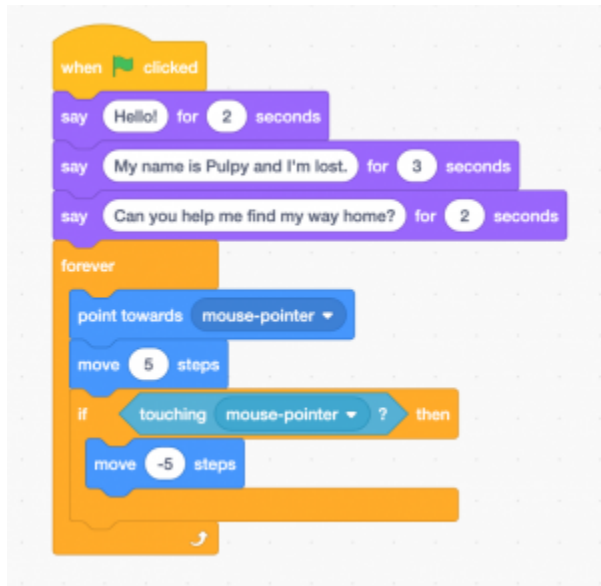 when clicked
say Hello! for 2 seconds
say My name is Pulpy and I'm lost. for 3 seconds
say Can you help me find my way home? for 2 seconds
forever
point towards mouse-pointer
move 5 steps
if touching mouse-pointer ? then
move -5 steps